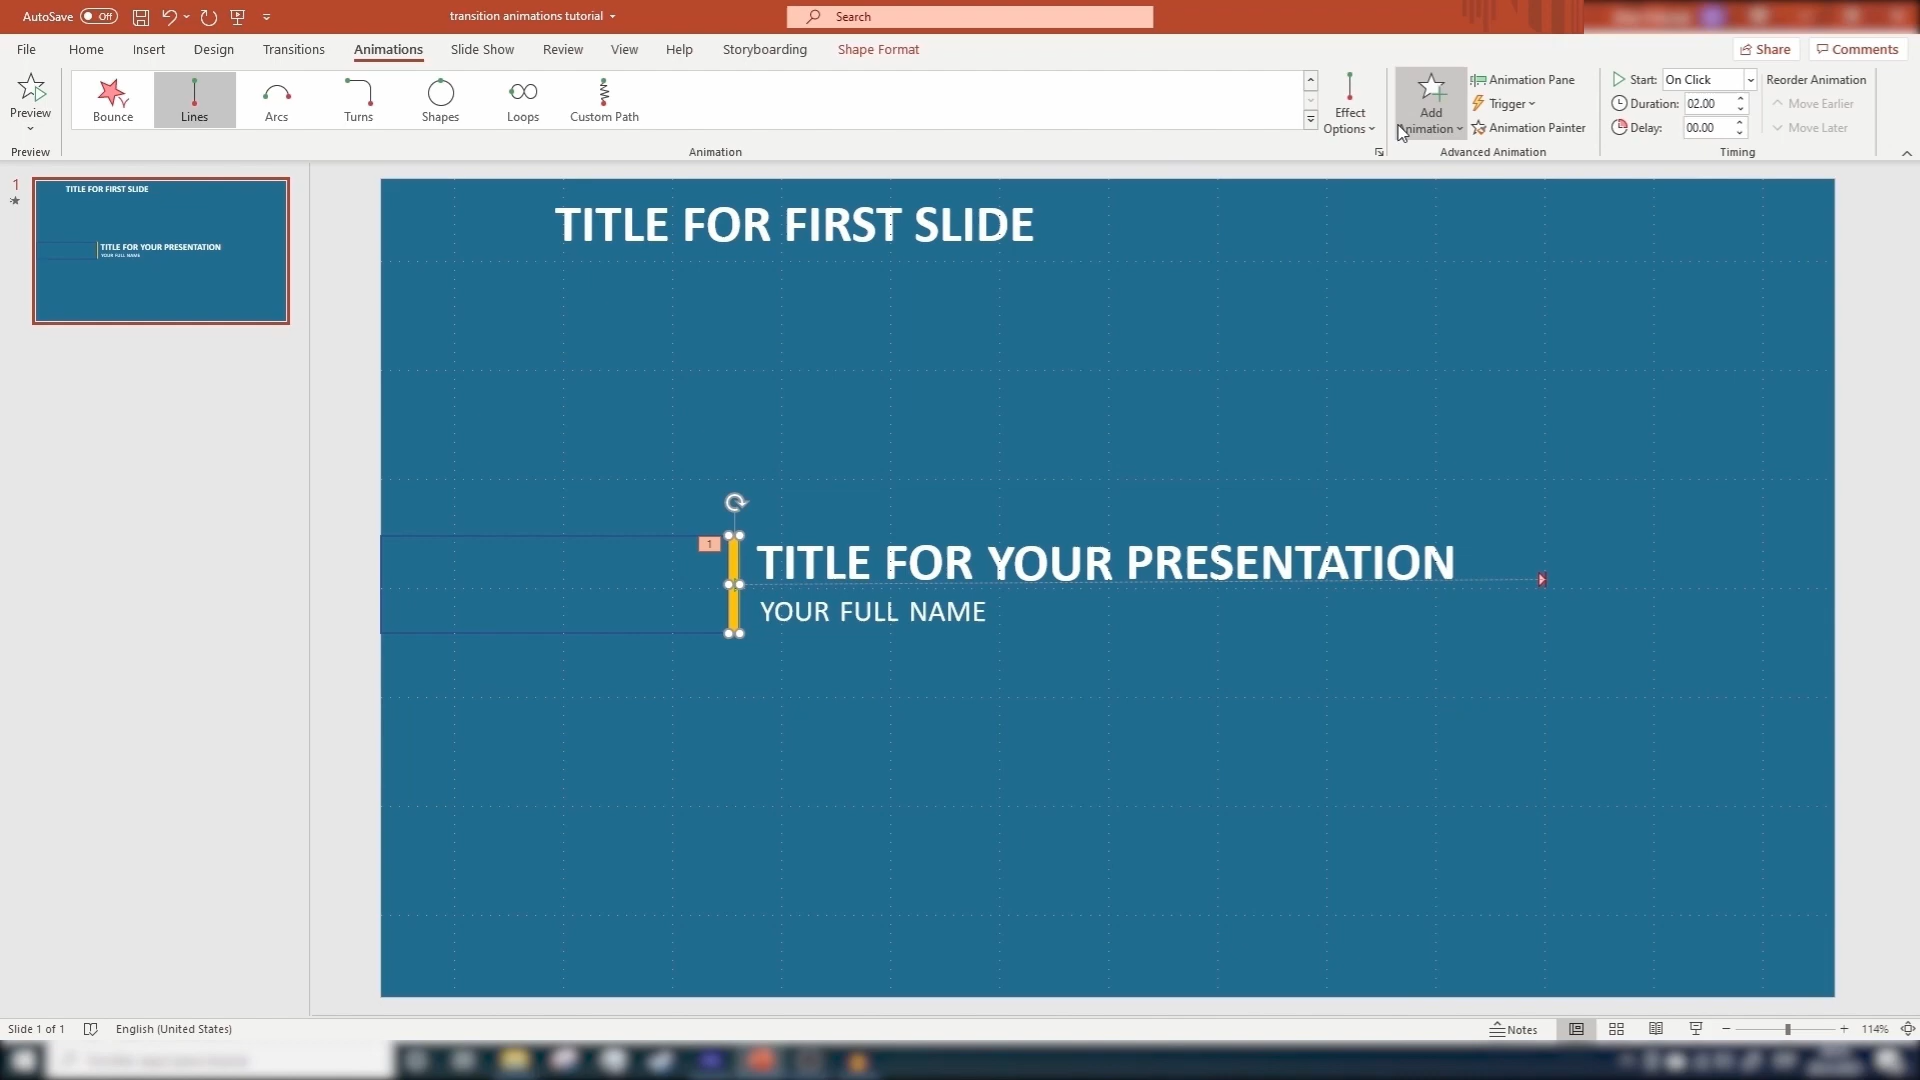 AutoSave Off
transition animations tutorial
Search
File Home Insert Design Transitions Animations Slide Show Review View Help Storyboarding Shape Format
Share Comments
Preview
Bounce Lines Arcs Turns Shapes Loops Custom Path
Effect
Options
Add
Animation Pane
Trigger
Animation Painter
Start: On Click
Duration: 02.00
Delay: 00.00
Reorder Animation
Move Earlier
Move Later
Preview Animation Advanced Animation Timing
1
TITLE FOR FIRST SLIDE
TITLE FOR YOUR PRESENTATION
YOUR FULL NAME
TITLE FOR FIRST SLIDE
1
TITLE FOR YOUR PRESENTATION
YOUR FULL NAME
Slide 1 of 1 English (United States) Notes 114%